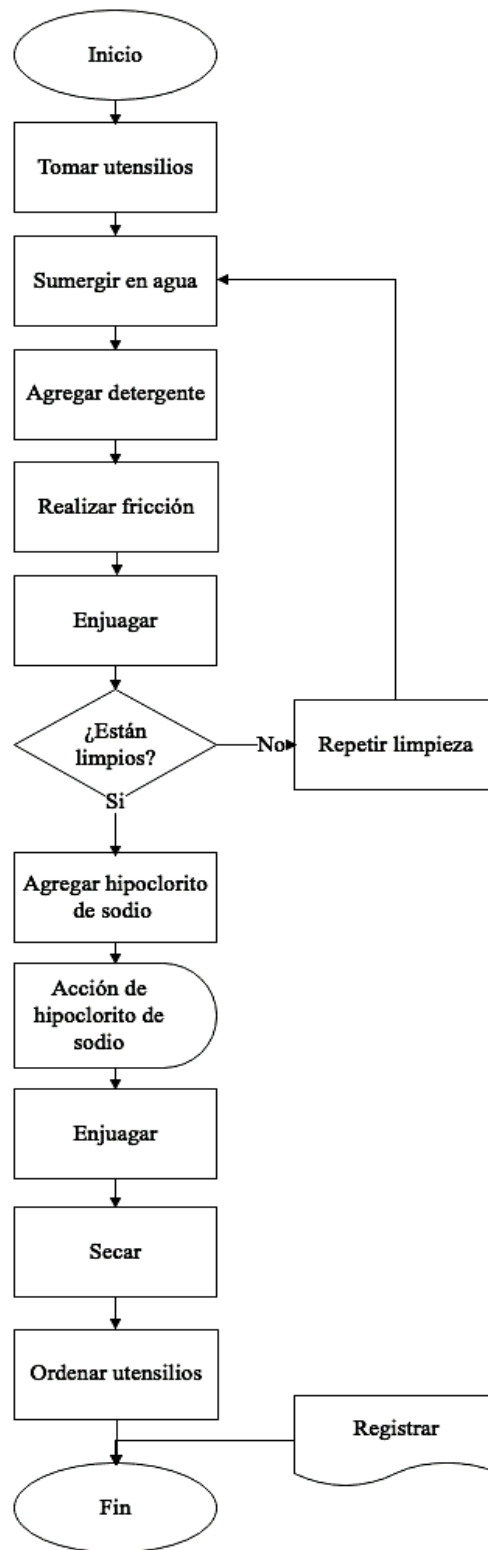 Inicio
Tomar utensilios
Sumergir en agua
Agregar detergente
Realizar fricción
Enjuagar
¿Están
limpios?
No
Repetir limpieza
Si
Agregar hipoclorito
de sodio
Acción de
hipoclorito de
sodio
Enjuagar
Secar
Ordenar utensilios
Registrar
Fin